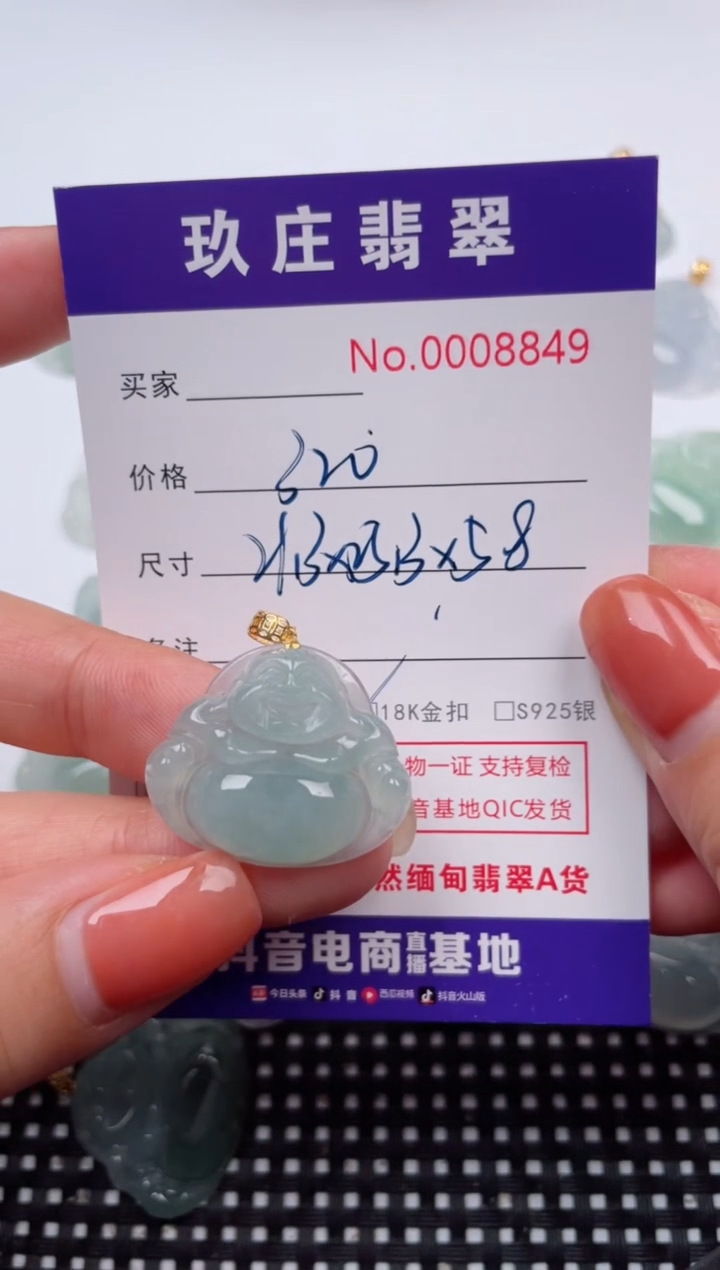 玖庄翡翠
No.0008849
买家
价格 620
尺寸
备注
18K金扣 □S925银
物一证 支持复检
音基地QIC发货
然缅甸翡翠A货
抖音电商直播基地
今日头条 抖音 西瓜视频 抖音火山版